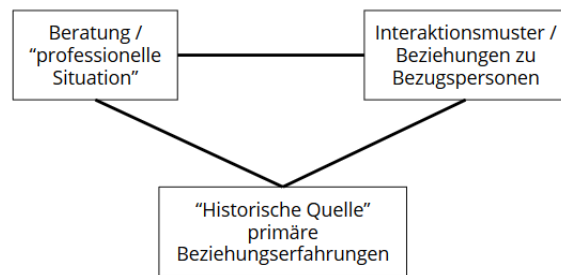 Beratung /
“professionelle
Situation”
Interaktionsmuster /
Beziehungen zu
Bezugspersonen
“Historische Quelle”
primäre
Beziehungserfahrungen